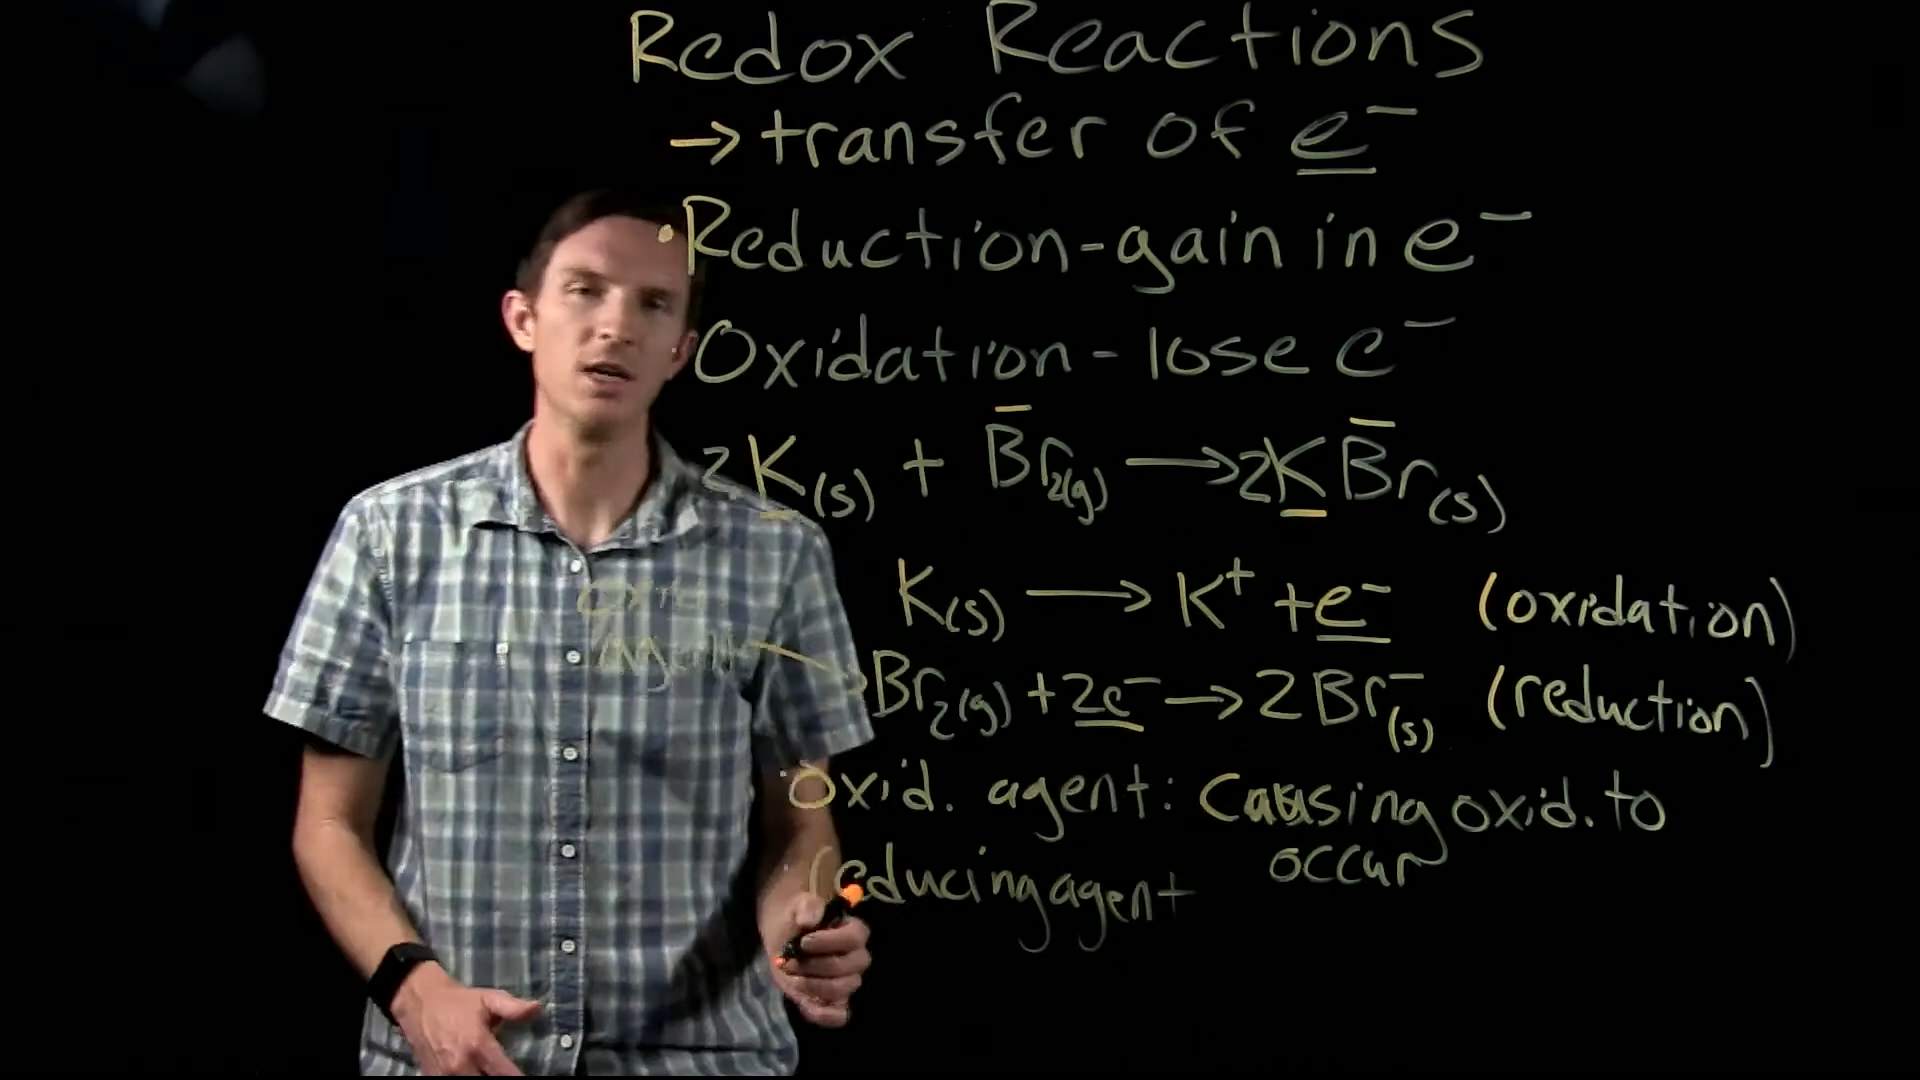 Redox Reactions
→ transfer of e⁻
• Reduction - gain in e⁻
Oxidation - lose e⁻
2K(s) + Br₂(g) → 2KBr(s)
K(s) → K⁺ + e⁻ (oxidation)
agent → Br₂(g) + 2e⁻ → 2Br⁻(s) (reduction)
oxid. agent: causing oxid. to
occur
reducing agent